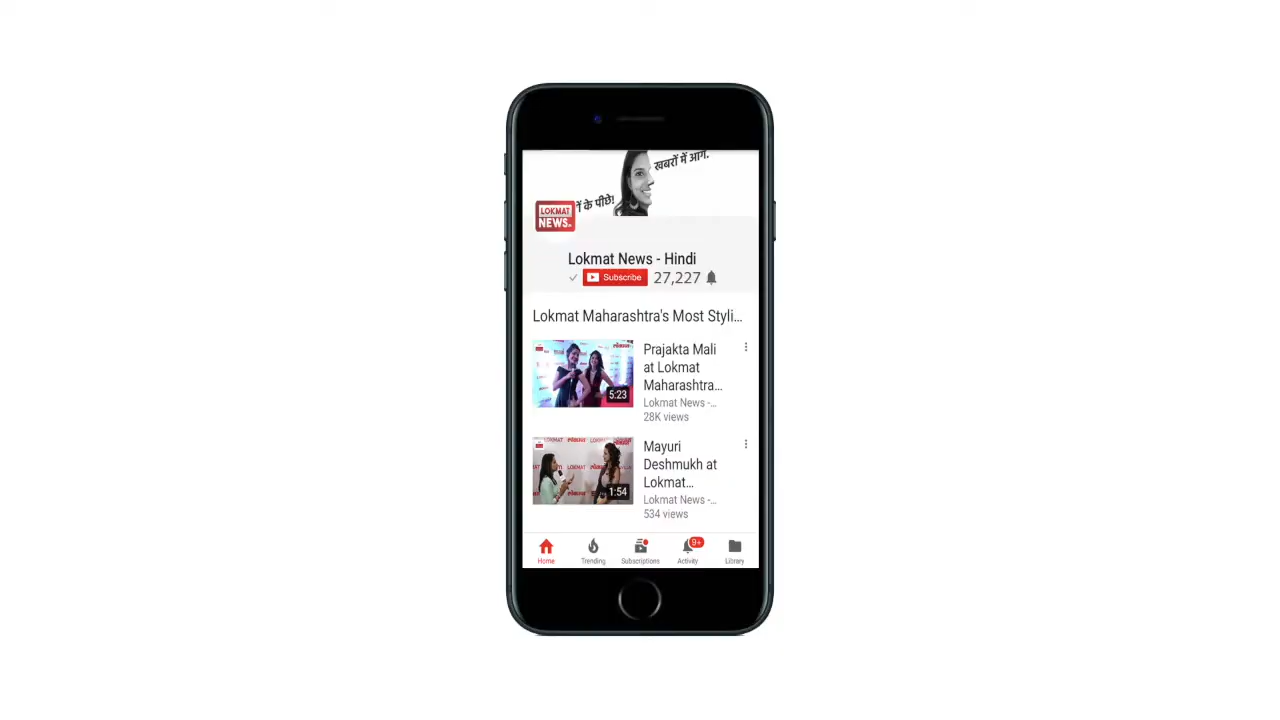 खबरों में आग.
ों के पीछे!
LOKMAT
NEWS.in
Lokmat News - Hindi
Subscribe 27,227
Lokmat Maharashtra's Most Styli…
Prajakta Mali
at Lokmat
Maharashtra…
Lokmat News -…
28K views
5:23
Mayuri
Deshmukh at
Lokmat…
Lokmat News -…
534 views
LOKMAT
1:54
9+
Home
Trending
Subscriptions
Activity
Library